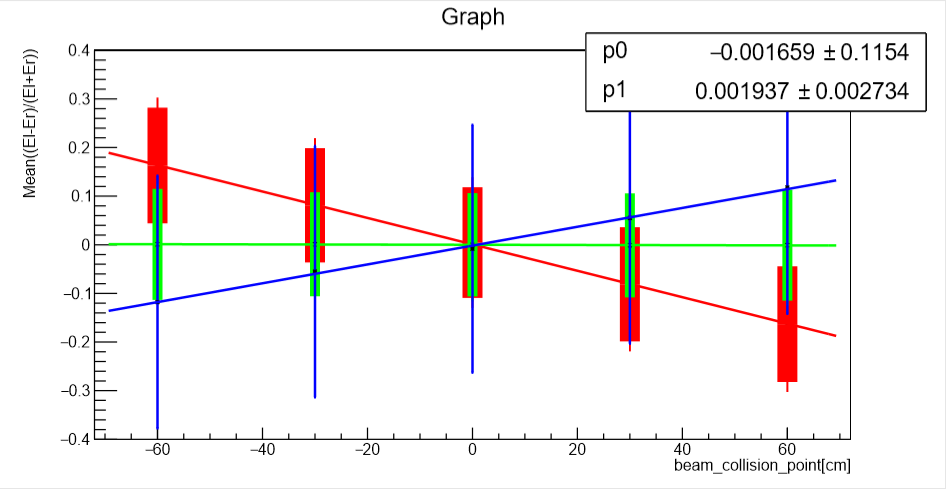 Graph
p0 −0.001659 ± 0.1154
p1 0.001937 ± 0.002734
Mean((El-Er)/(El+Er))
0.4
0.3
0.2
0.1
0
−0.1
−0.2
−0.3
−0.4
−60 −40 −20 0 20 40 60
beam_collision_point[cm]